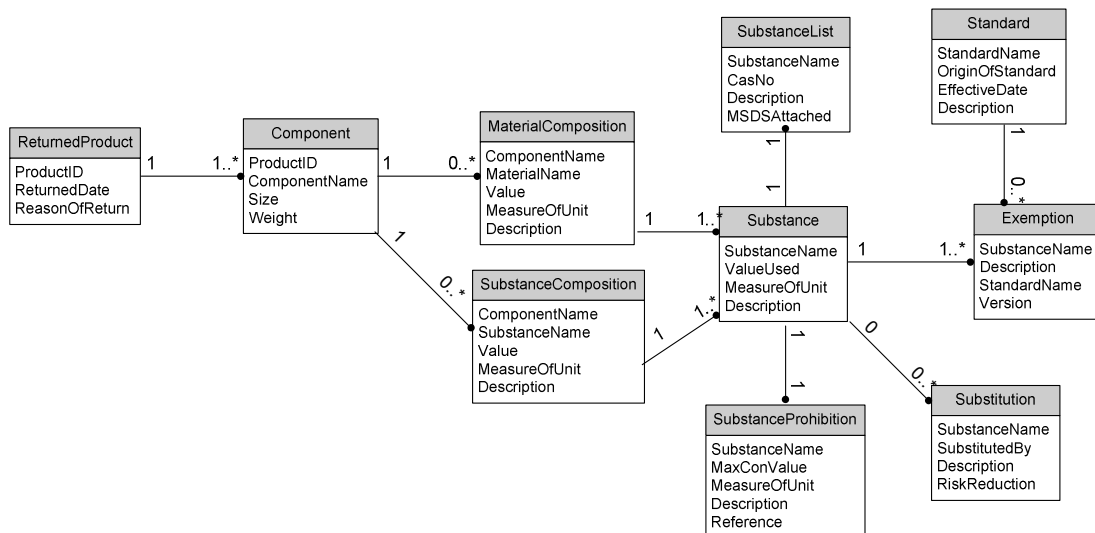 ReturnedProduct
ProductID
ReturnedDate
ReasonOfReturn
1
1..*
Component
ProductID
ComponentName
Size
Weight
1
0..*
1
0.. *
MaterialComposition
ComponentName
MaterialName
Value
MeasureOfUnit
Description
1
1..*
SubstanceComposition
ComponentName
SubstanceName
Value
MeasureOfUnit
Description
1
1..*
SubstanceList
SubstanceName
CasNo
Description
MSDSAttached
1
1
Substance
SubstanceName
ValueUsed
MeasureOfUnit
Description
1
1..*
1
1
0
0.. *
SubstanceProhibition
SubstanceName
MaxConValue
MeasureOfUnit
Description
Reference
Standard
StandardName
OriginOfStandard
EffectiveDate
Description
1
0..*
Exemption
SubstanceName
Description
StandardName
Version
Substitution
SubstanceName
SubstitutedBy
Description
RiskReduction